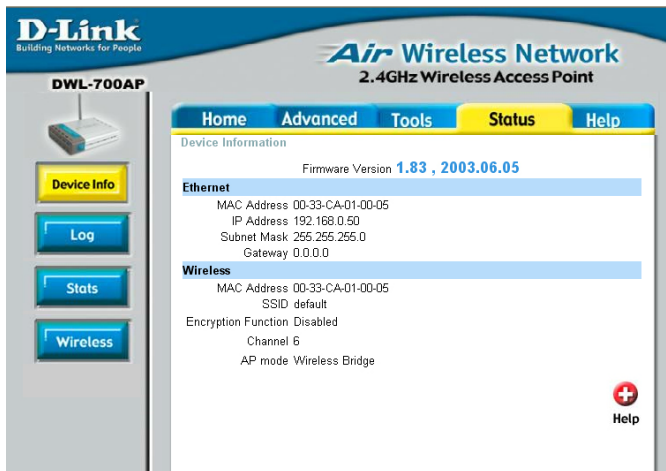 D-Link
Building Networks for People
Air Wireless Network
2.4GHz Wireless Access Point
DWL-700AP
Home Advanced Tools Status Help
Device Information
Firmware Version 1.83 , 2003.06.05
Device Info
Ethernet
MAC Address 00-33-CA-01-00-05
IP Address 192.168.0.50
Subnet Mask 255.255.255.0
Gateway 0.0.0.0
Log
Wireless
MAC Address 00-33-CA-01-00-05
SSID default
Encryption Function Disabled
Channel 6
AP mode Wireless Bridge
Stats
Wireless
Help